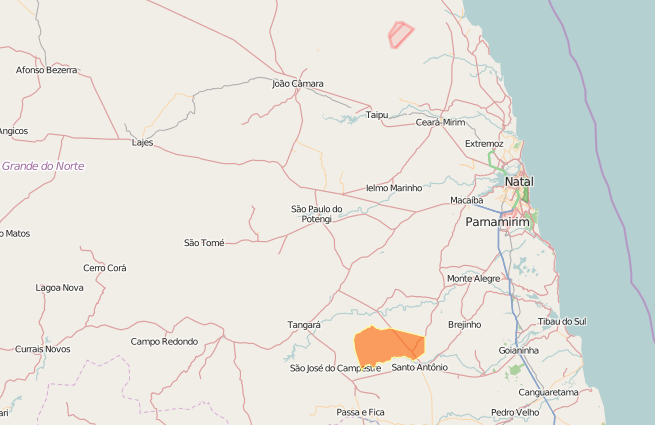 Afonso Bezerra
João Câmara
Taipu
Ceará-Mirim
Angicos
Lajes
Extremoz
Grande do Norte
Ielmo Marinho
Natal
Macaíba
São Paulo do
Potengi
Pamamirim
o Matos
São Tomé
Cerro Corá
Monte Alegre
Lagoa Nova
Tangará
Brejinho
Tibau do Sul
Campo Redondo
Currais Novos
Goianinha
São José do Campestre
Santo Antônio
Canguaretama
ari
Passa e Fica
Pedro Velho